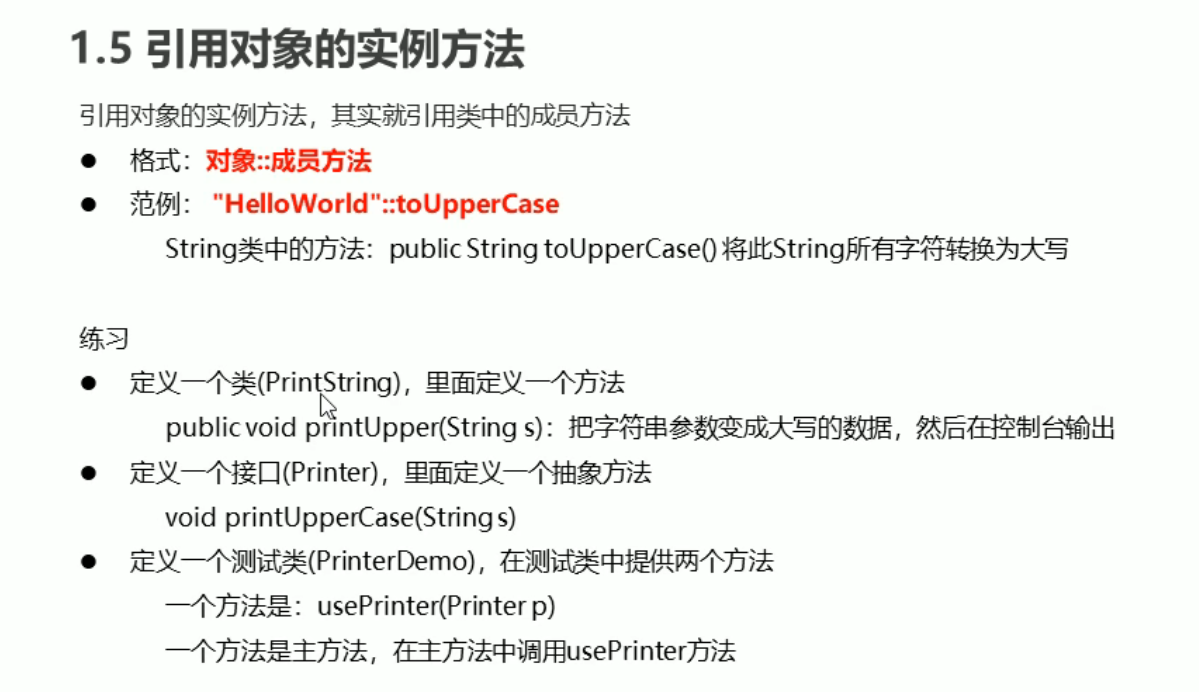 1.5 引用对象的实例方法
引用对象的实例方法，其实就引用类中的成员方法
● 格式：对象::成员方法
● 范例： "HelloWorld"::toUpperCase
String类中的方法：public String toUpperCase() 将此String所有字符转换为大写
练习
● 定义一个类(PrintString)，里面定义一个方法
public void printUpper(String s)：把字符串参数变成大写的数据，然后在控制台输出
● 定义一个接口(Printer)，里面定义一个抽象方法
void printUpperCase(String s)
● 定义一个测试类(PrinterDemo)，在测试类中提供两个方法
一个方法是：usePrinter(Printer p)
一个方法是主方法，在主方法中调用usePrinter方法